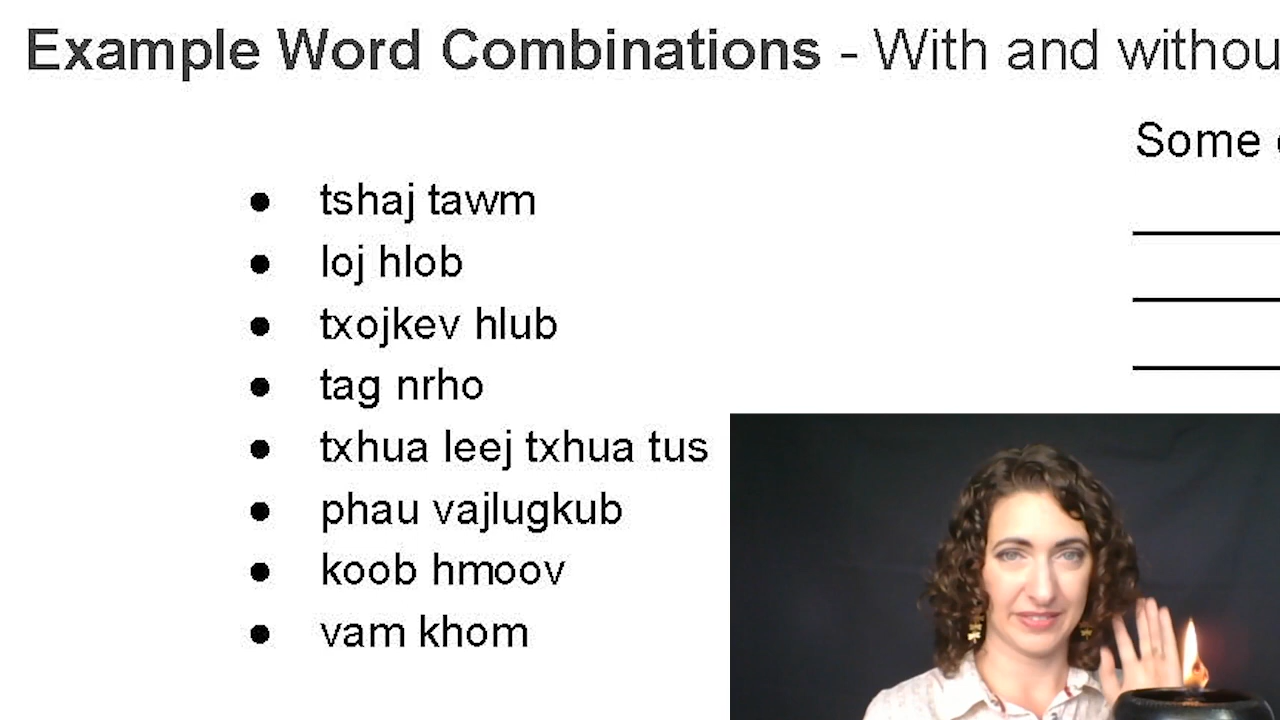 Example Word Combinations - With and withou
Some
tshaj tawm
loj hlob
txojkev hlub
tag nrho
txhua leej txhua tus
phau vajlugkub
koob hmoov
vam khom